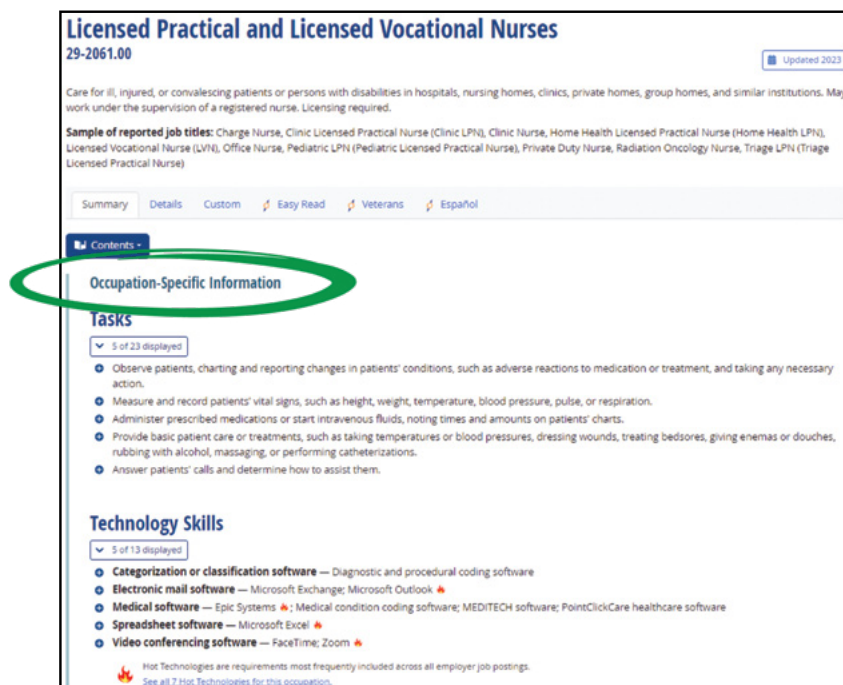 Licensed Practical and Licensed Vocational Nurses
29-2061.00
Updated 2023
Care for ill, injured, or convalescing patients or persons with disabilities in hospitals, nursing homes, clinics, private homes, group homes, and similar institutions. May
work under the supervision of a registered nurse. Licensing required.
Sample of reported job titles: Charge Nurse, Clinic Licensed Practical Nurse (Clinic LPN), Clinic Nurse, Home Health Licensed Practical Nurse (Home Health LPN),
Licensed Vocational Nurse (LVN), Office Nurse, Pediatric LPN (Pediatric Licensed Practical Nurse), Private Duty Nurse, Radiation Oncology Nurse, Triage LPN (Triage
Licensed Practical Nurse)
Summary Details Custom Easy Read Veterans Español
Contents
Occupation-Specific Information
Tasks
5 of 23 displayed
Observe patients, charting and reporting changes in patients' conditions, such as adverse reactions to medication or treatment, and taking any necessary
action.
Measure and record patients' vital signs, such as height, weight, temperature, blood pressure, pulse, or respiration.
Administer prescribed medications or start intravenous fluids, noting times and amounts on patients' charts.
Provide basic patient care or treatments, such as taking temperatures or blood pressures, dressing wounds, treating bedsores, giving enemas or douches,
rubbing with alcohol, massaging, or performing catheterizations.
Answer patients' calls and determine how to assist them.
Technology Skills
5 of 13 displayed
Categorization or classification software — Diagnostic and procedural coding software
Electronic mail software — Microsoft Exchange; Microsoft Outlook
Medical software — Epic Systems ; Medical condition coding software; MEDITECH software; PointClickCare healthcare software
Spreadsheet software — Microsoft Excel
Video conferencing software — FaceTime; Zoom
Hot Technologies are requirements most frequently included across all employer job postings.
See all 7 Hot Technologies for this occupation.